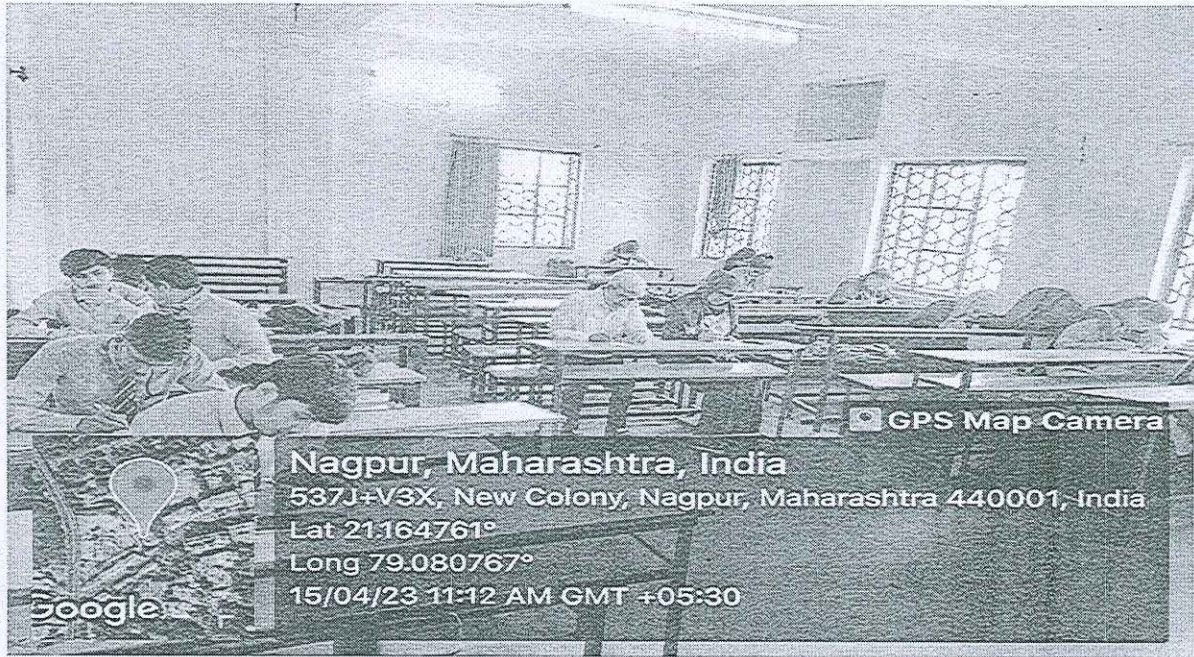 GPS Map Camera
Nagpur, Maharashtra, India
537J+V3X, New Colony, Nagpur, Maharashtra 440001, India
Lat 21.164761°
Long 79.080767°
15/04/23 11:12 AM GMT +05:30
Google